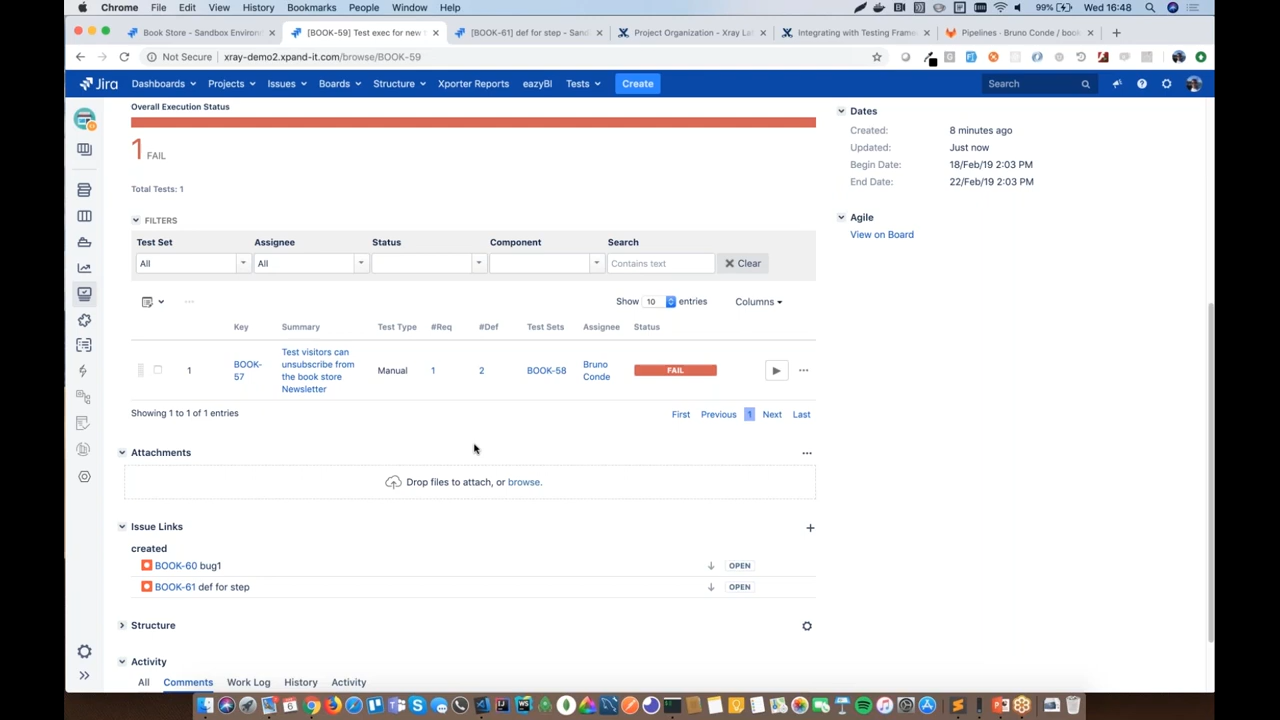 Chrome File Edit View History Bookmarks People Window Help 99% Wed 16:48
Book Store - Sandbox Environ × [BOOK-59] Test exec for new × [BOOK-61] def for step - Sandb × Project Organization - Xray La × Integrating with Testing Fram × Pipelines - Bruno Conde / boo × +
Not Secure xray-demo2.xpand-it.com/browse/BOOK-59
Jira Dashboards Projects Issues Boards Structure Xporter Reports eazyBI Tests Create Search
Overall Execution Status
1 FAIL
Total Tests: 1
FILTERS
Test Set Assignee Status Component Search
All All Contains text Clear
Show 10 entries Columns
Key Summary Test Type #Req #Def Test Sets Assignee Status
1 BOOK-57 Test visitors can unsubscribe from the book store Newsletter Manual 1 2 BOOK-58 Bruno Conde FAIL
Showing 1 to 1 of 1 entries First Previous 1 Next Last
Attachments
Drop files to attach, or browse.
Issue Links
created
BOOK-60 bug1 OPEN
BOOK-61 def for step OPEN
Structure
Activity
All Comments Work Log History Activity
Dates
Created: 8 minutes ago
Updated: Just now
Begin Date: 18/Feb/19 2:03 PM
End Date: 22/Feb/19 2:03 PM
Agile
View on Board